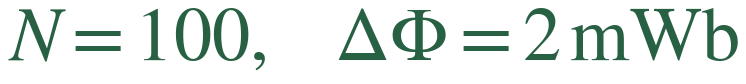 N = 100,    ΔΦ = 2 mWb